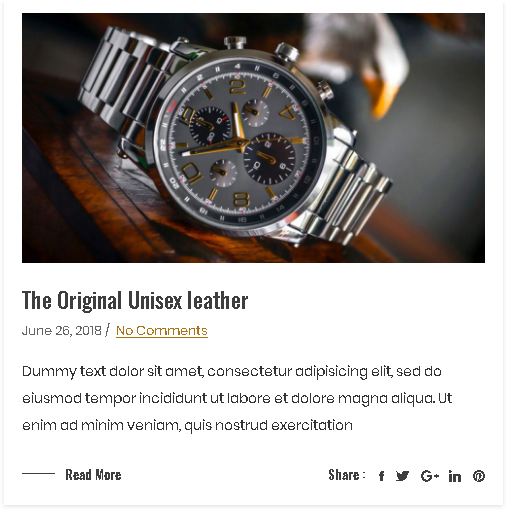 The Original Unisex leather
June 26, 2018 / No Comments
Dummy text dolor sit amet, consectetur adipisicing elit, sed do
eiusmod tempor incididunt ut labore et dolore magna aliqua. Ut
enim ad minim veniam, quis nostrud exercitation
Read More Share :